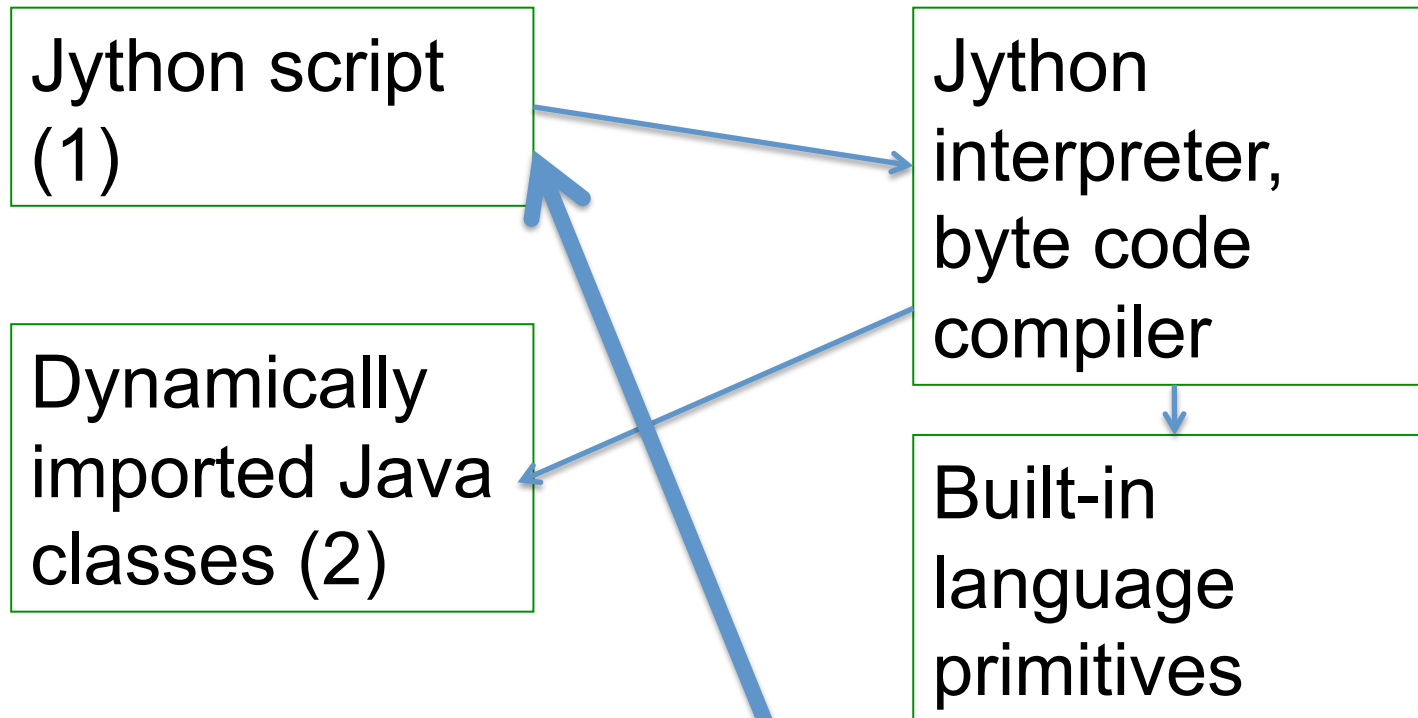 Jython script
(1)
Jython
interpreter,
byte code
compiler
Dynamically
imported Java
classes (2)
Built-in
language
primitives